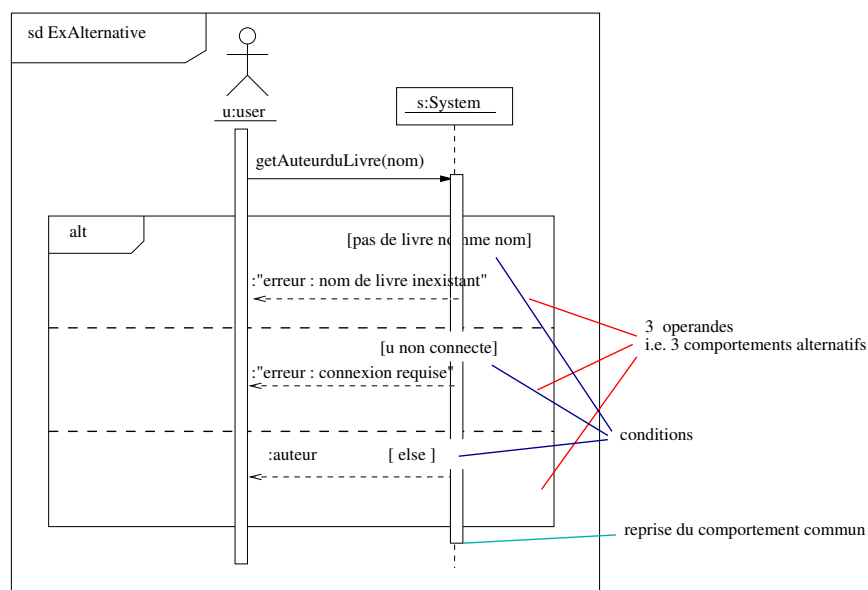 sd ExAlternative
u:user
s:System
getAuteurduLivre(nom)
alt
[pas de livre nomme nom]
:"erreur : nom de livre inexistant"
3 operandes
i.e. 3 comportements alternatifs
[u non connecte]
:"erreur : connexion requise"
conditions
:auteur [ else ]
reprise du comportement commun